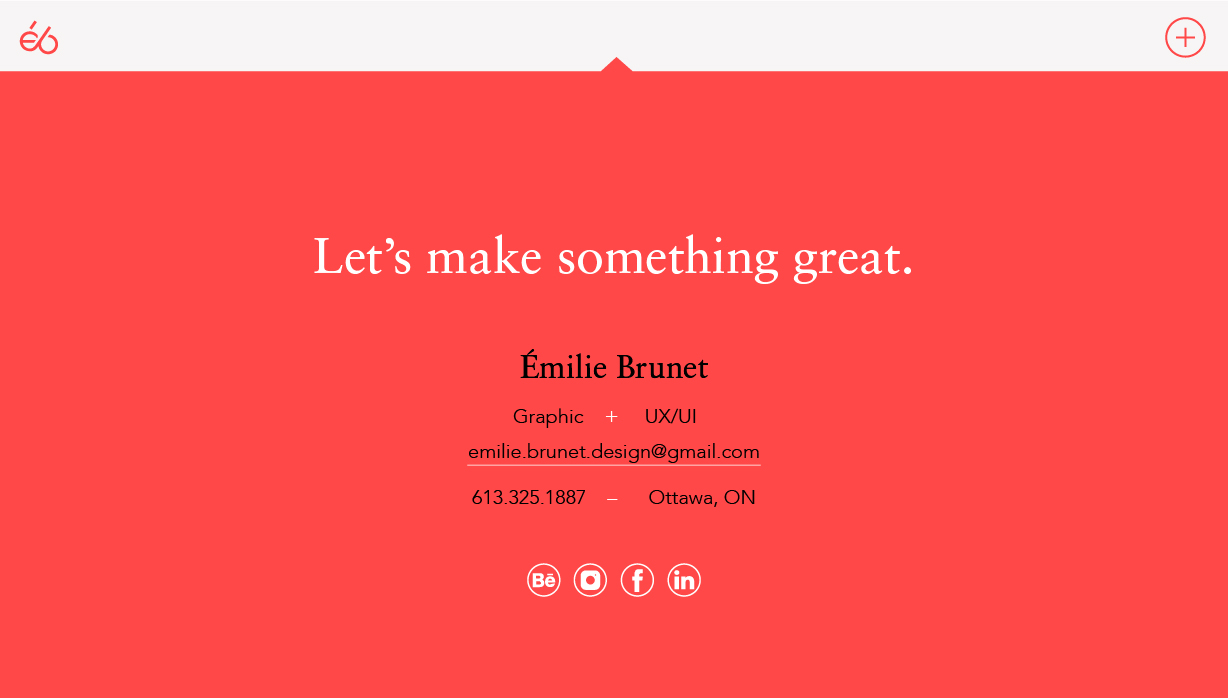 éb
Let’s make something great.
Émilie Brunet
Graphic + UX/UI
emilie.brunet.design@gmail.com
613.325.1887 – Ottawa, ON
Bē f in